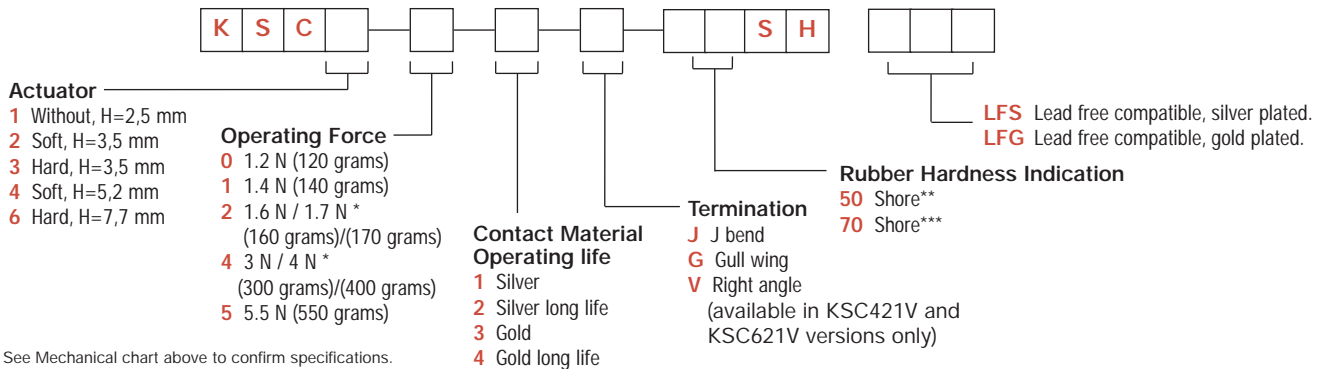 K S C S H
Actuator
1 Without, H=2,5 mm
2 Soft, H=3,5 mm
3 Hard, H=3,5 mm
4 Soft, H=5,2 mm
6 Hard, H=7,7 mm
Operating Force
0 1.2 N (120 grams)
1 1.4 N (140 grams)
2 1.6 N / 1.7 N *
(160 grams)/(170 grams)
4 3 N / 4 N *
(300 grams)/(400 grams)
5 5.5 N (550 grams)
Contact Material
Operating life
1 Silver
2 Silver long life
3 Gold
4 Gold long life
Termination
J J bend
G Gull wing
V Right angle
(available in KSC421V and
KSC621V versions only)
Rubber Hardness Indication
50 Shore**
70 Shore***
LFS Lead free compatible, silver plated.
LFG Lead free compatible, gold plated.
See Mechanical chart above to confirm specifications.